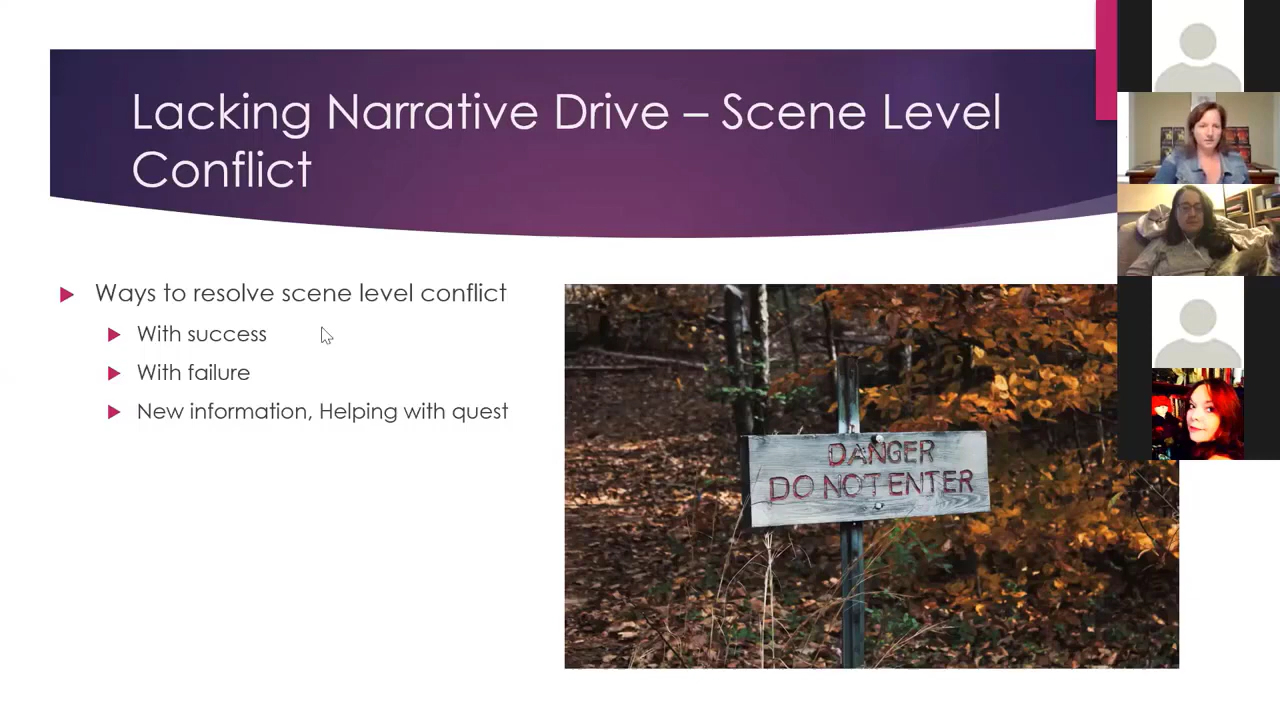 Lacking Narrative Drive – Scene Level
Conflict
Ways to resolve scene level conflict
With success
With failure
New information, Helping with quest
DANGER
DO NOT ENTER